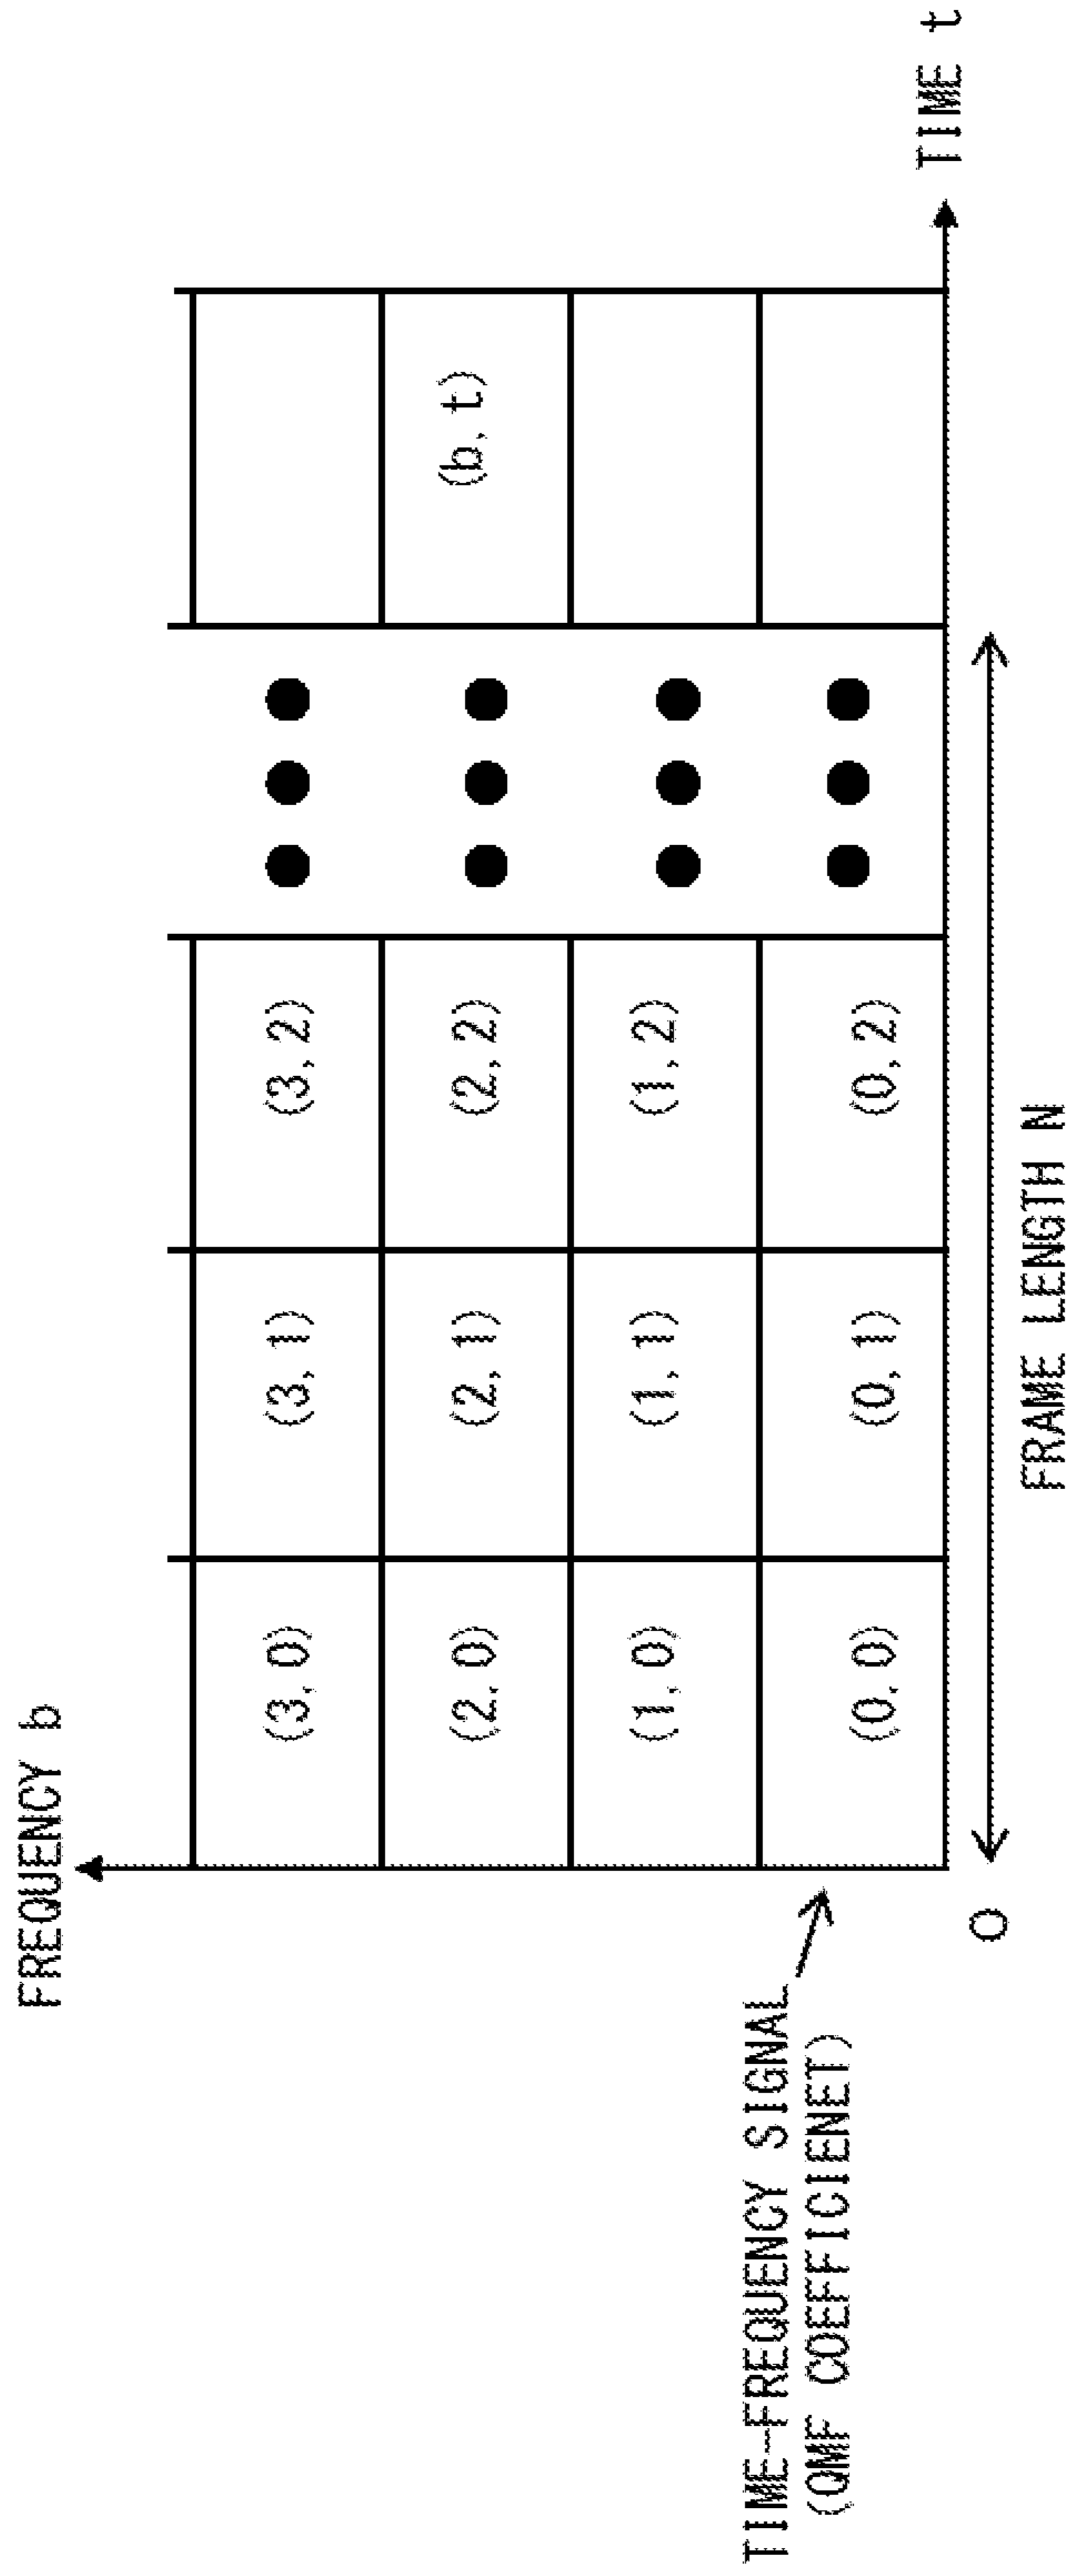 FREQUENCY b
(3,0) (3,1) (3,2)
(2.0) (2,1) (2,2) (b,t)
(1,0) (1,1) (1,2)
(0.0) (0,1) (0,2)
TIME-FREQUENCY SIGNAL
(QMF COEFFICIENET)
TIME t
0
FRAME LENGTH N